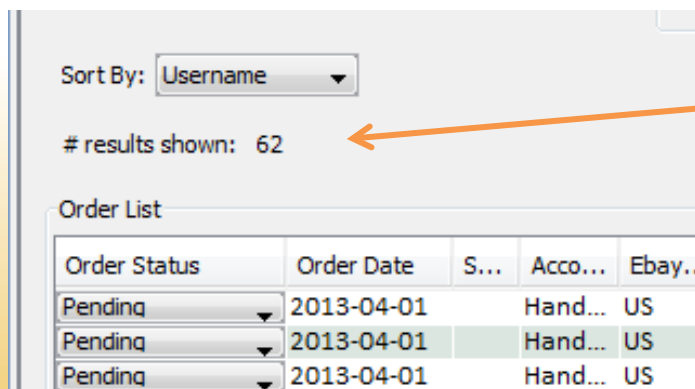 Sort By: Username
# results shown: 62
Order List
Order Status Order Date S... Acco... Ebay..
Pending 2013-04-01 Hand... US
Pending 2013-04-01 Hand... US
Pending 2013-04-01 Hand... US